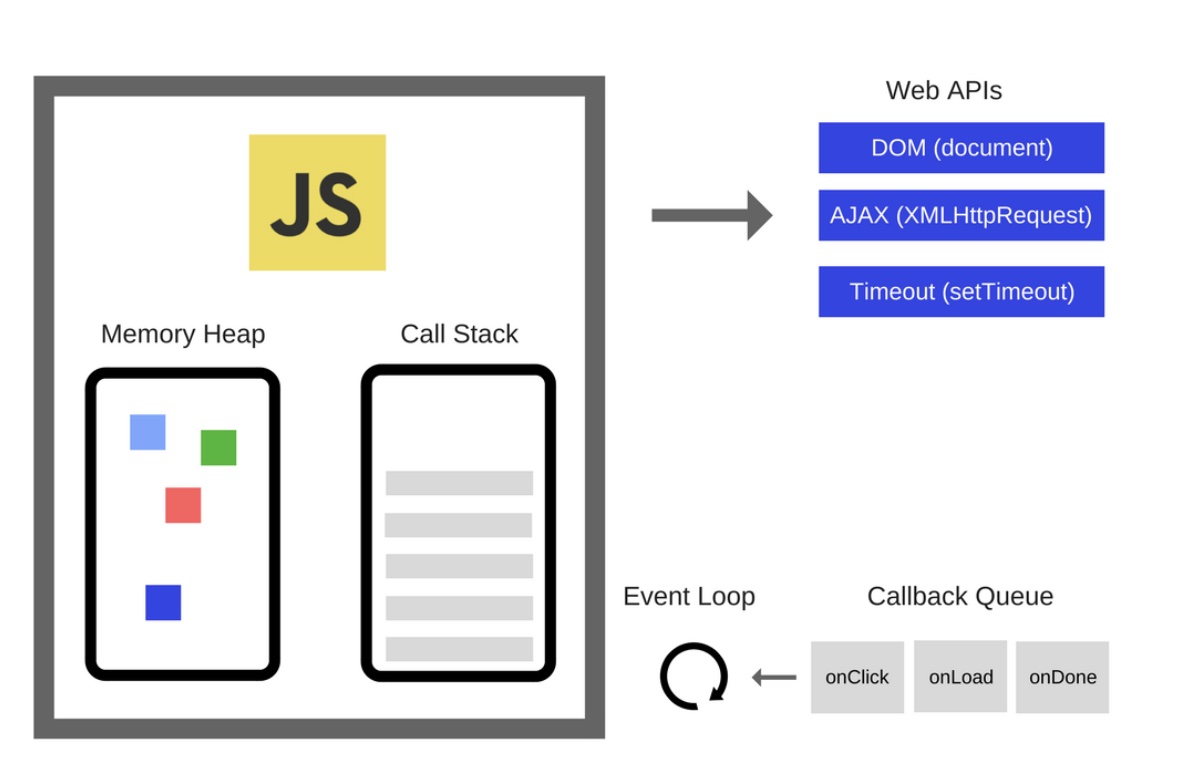 JS
Memory Heap
Call Stack
Web APIs
DOM (document)
AJAX (XMLHttpRequest)
Timeout (setTimeout)
Event Loop
Callback Queue
onClick
onLoad
onDone